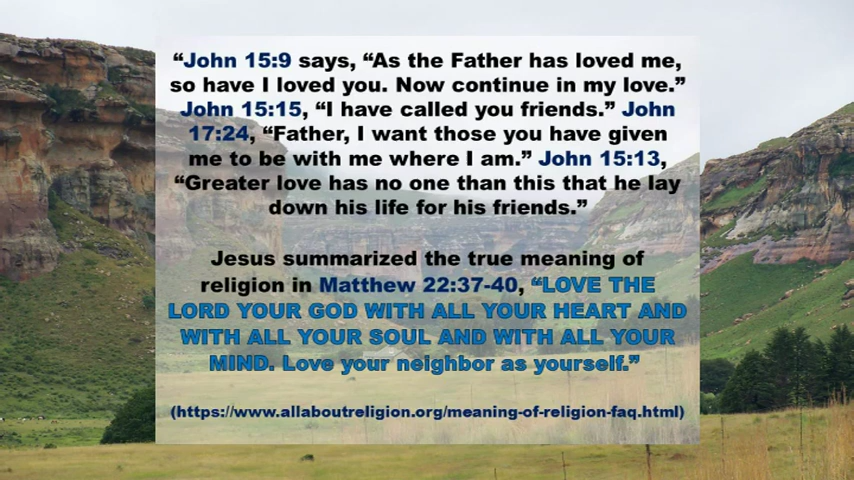 “John 15:9 says, “As the Father has loved me,
so have I loved you. Now continue in my love.”
John 15:15, “I have called you friends.” John
17:24, “Father, I want those you have given
me to be with me where I am.” John 15:13,
“Greater love has no one than this that he lay
down his life for his friends.”
Jesus summarized the true meaning of
religion in Matthew 22:37-40, “LOVE THE
LORD YOUR GOD WITH ALL YOUR HEART AND
WITH ALL YOUR SOUL AND WITH ALL YOUR
MIND. Love your neighbor as yourself.”
(https://www.allaboutreligion.org/meaning-of-religion-faq.html)